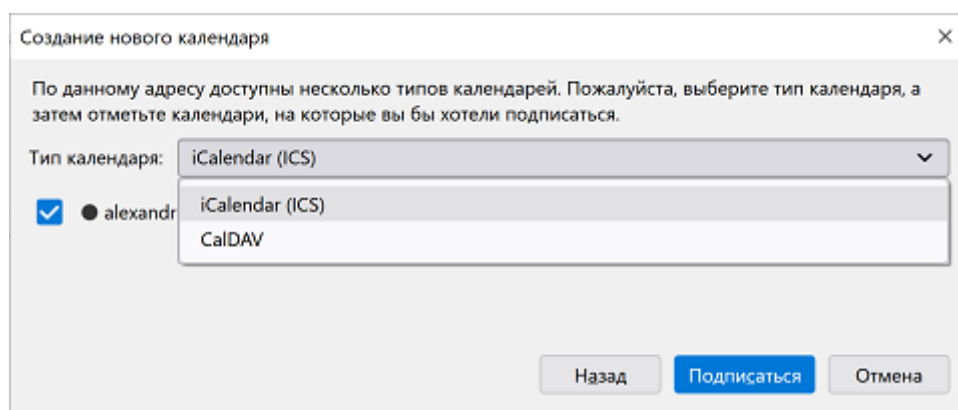 Создание нового календаря
По данному адресу доступны несколько типов календарей. Пожалуйста, выберите тип календаря, а
затем отметьте календари, на которые вы бы хотели подписаться.
Тип календаря: iCalendar (ICS)
iCalendar (ICS)
alexandr
CalDAV
Назад Подписаться Отмена